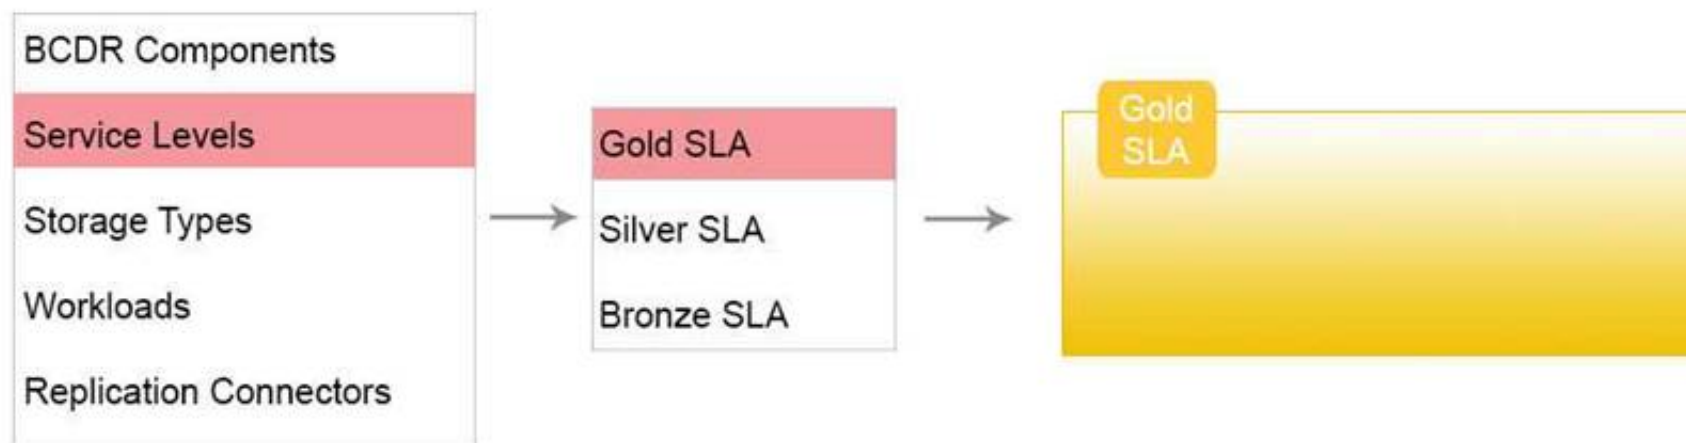 BCDR Components
Service Levels
Storage Types
Workloads
Replication Connectors
Gold SLA
Silver SLA
Bronze SLA
Gold
SLA